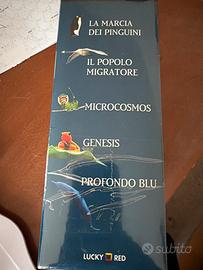 LA MARCIA
DEI PINGUINI
IL POPOLO
MIGRATORE
MICROCOSMOS
GENESIS
PROFONDO BLU
LUCKY RED
subito